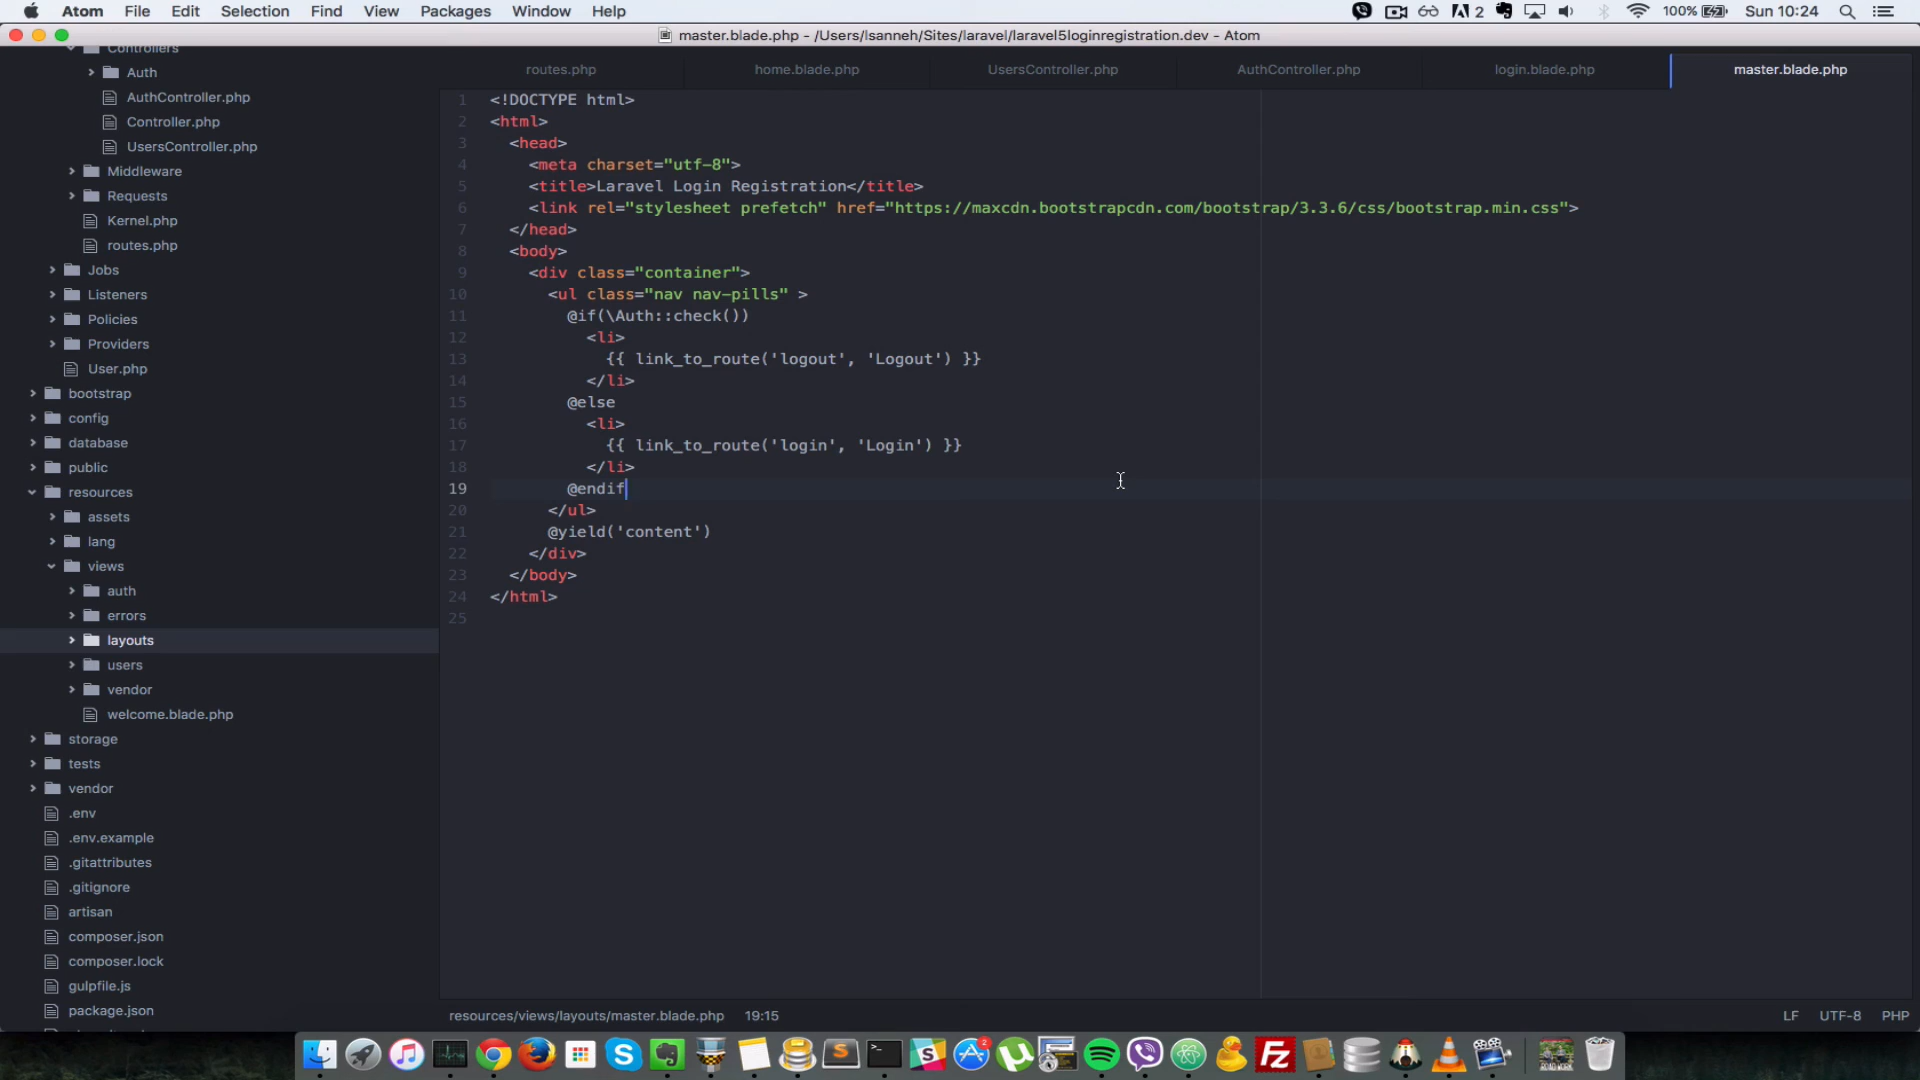 Atom File Edit Selection Find View Packages Window Help 2 100% Sun 10:24
master.blade.php - /Users/lsanneh/Sites/laravel/laravel5loginregistration.dev - Atom
routes.php home.blade.php UsersController.php AuthController.php login.blade.php master.blade.php
Controllers
Auth
AuthController.php
Controller.php
UsersController.php
Middleware
Requests
Kernel.php
routes.php
Jobs
Listeners
Policies
Providers
User.php
bootstrap
config
database
public
resources
assets
lang
views
auth
errors
layouts
users
vendor
welcome.blade.php
storage
tests
vendor
.env
.env.example
.gitattributes
.gitignore
artisan
composer.json
composer.lock
gulpfile.js
package.json
1 <!DOCTYPE html>
2 <html>
3 <head>
4 <meta charset="utf-8">
5 <title>Laravel Login Registration</title>
6 <link rel="stylesheet prefetch" href="https://maxcdn.bootstrapcdn.com/bootstrap/3.3.6/css/bootstrap.min.css">
7 </head>
8 <body>
9 <div class="container">
10 <ul class="nav nav-pills" >
11 @if(\Auth::check())
12 <li>
13 {{ link_to_route('logout', 'Logout') }}
14 </li>
15 @else
16 <li>
17 {{ link_to_route('login', 'Login') }}
18 </li>
19 @endif
20 </ul>
21 @yield('content')
22 </div>
23 </body>
24 </html>
25
resources/views/layouts/master.blade.php 19:15 LF UTF-8 PHP